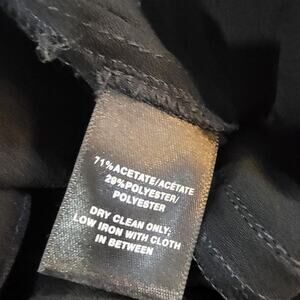 71% ACETATE/ACÉTATE
29% POLYESTER/
POLYESTER
DRY CLEAN ONLY;
LOW IRON WITH CLOTH
IN BETWEEN